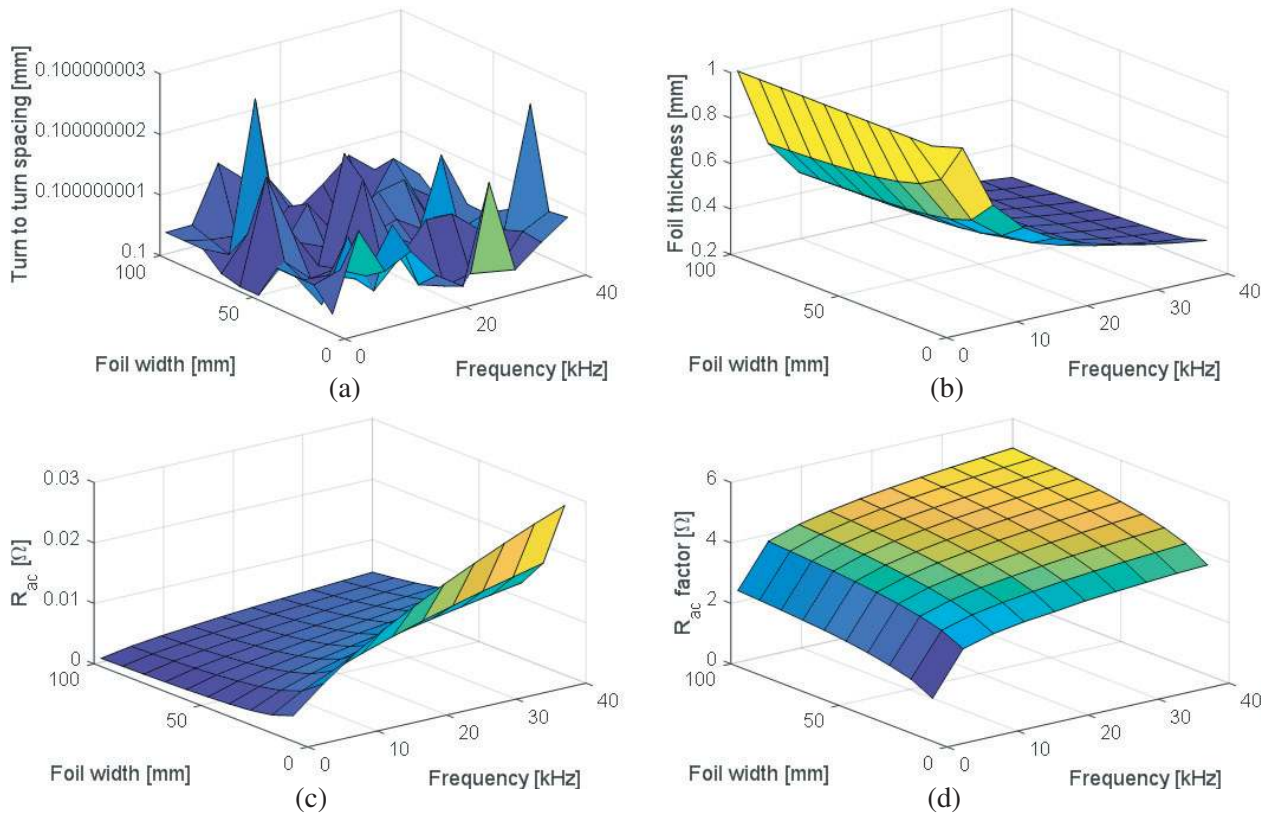 0.100000003
0.100000002
0.100000001
0.1
Turn to turn spacing [mm]
100
50
0
0
20
40
Foil width [mm]
Frequency [kHz]
(a)
1
0.8
0.6
0.4
0.2
Foil thickness [mm]
100
50
0
0
10
20
30
40
Foil width [mm]
Frequency [kHz]
(b)
0.03
0.02
0.01
0
R_ac [Ω]
100
50
0
0
10
20
30
40
Foil width [mm]
Frequency [kHz]
(c)
6
4
2
0
R_ac factor [Ω]
100
50
0
0
10
20
30
40
Foil width [mm]
Frequency [kHz]
(d)